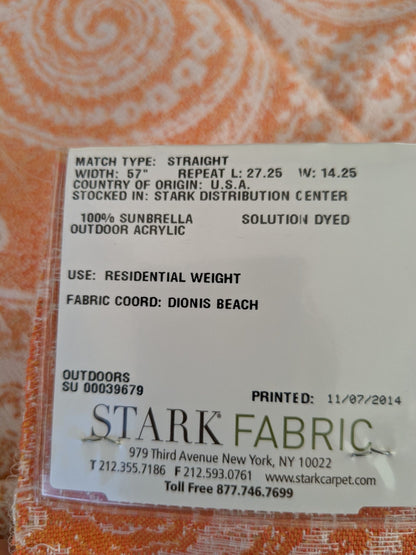 MATCH TYPE: STRAIGHT
WIDTH: 57" REPEAT L: 27.25 W: 14.25
COUNTRY OF ORIGIN: U.S.A.
STOCKED IN: STARK DISTRIBUTION CENTER
100% SUNBRELLA SOLUTION DYED
OUTDOOR ACRYLIC
USE: RESIDENTIAL WEIGHT
FABRIC COORD: DIONIS BEACH
OUTDOORS
SU 00039679
PRINTED: 11/07/2014
STARK® FABRIC
979 Third Avenue New York, NY 10022
T 212.355.7186 F 212.593.0761 www.starkcarpet.com
Toll Free 877.746.7699